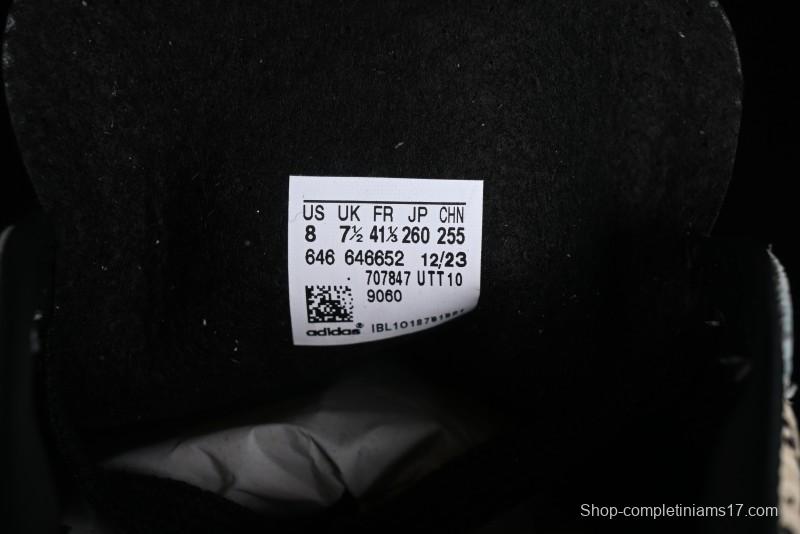 US UK FR JP CHN
8 7½ 41⅓ 260 255
646 646652 12/23
707847 UTT10
9060
adidas®
Shop-completiniams17.com